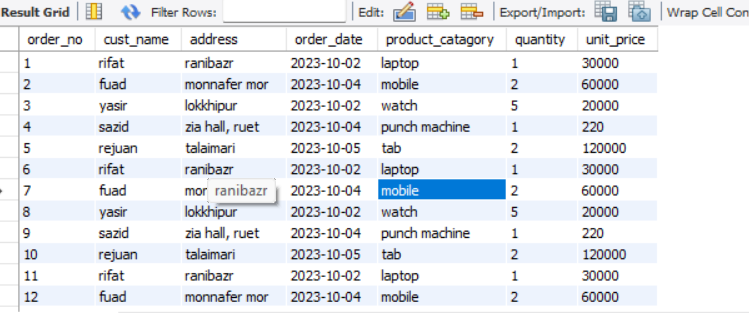 Result Grid Filter Rows: Edit: Export/Import: Wrap Cell Con
order_no cust_name address order_date product_catagory quantity unit_price
1 rifat ranibazr 2023-10-02 laptop 1 30000
2 fuad monnafer mor 2023-10-04 mobile 2 60000
3 yasir lokkhipur 2023-10-02 watch 5 20000
4 sazid zia hall, ruet 2023-10-04 punch machine 1 220
5 rejuan talaimari 2023-10-05 tab 2 120000
6 rifat ranibazr 2023-10-02 laptop 1 30000
7 fuad mor ranibazr 2023-10-04 mobile 2 60000
8 yasir lokkhipur 2023-10-02 watch 5 20000
9 sazid zia hall, ruet 2023-10-04 punch machine 1 220
10 rejuan talaimari 2023-10-05 tab 2 120000
11 rifat ranibazr 2023-10-02 laptop 1 30000
12 fuad monnafer mor 2023-10-04 mobile 2 60000